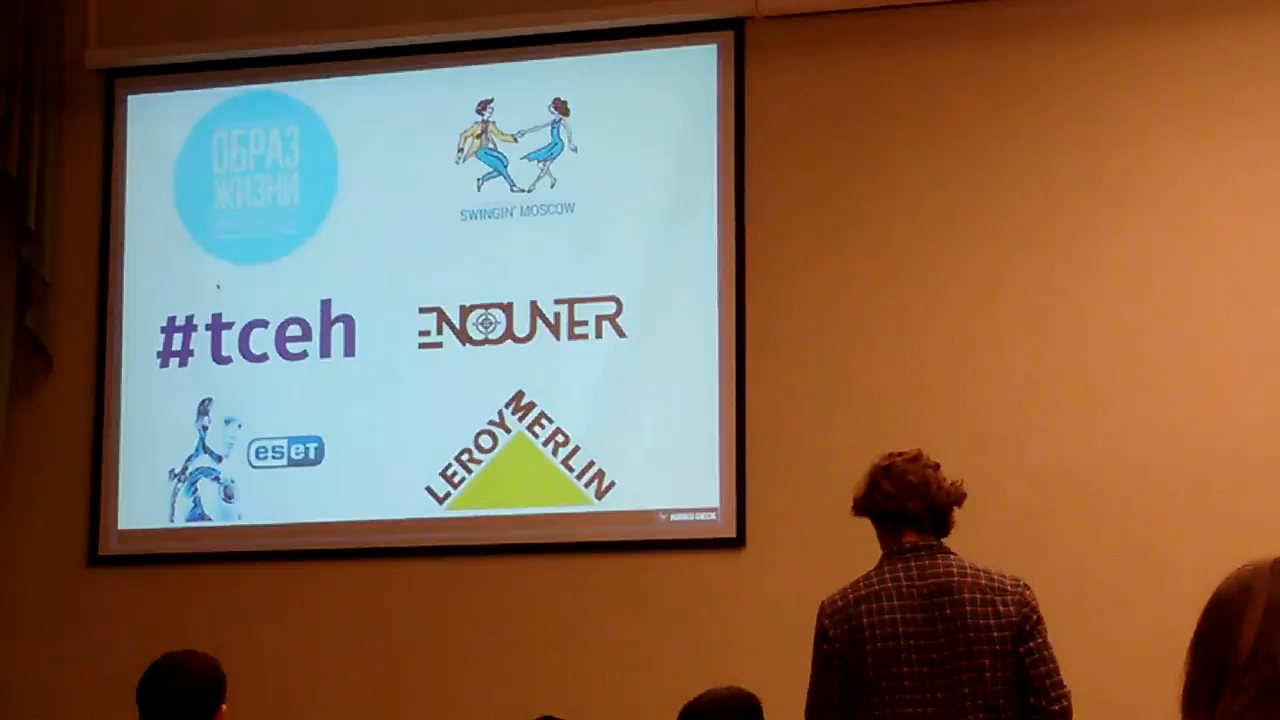 ОБРАЗ
ЖИЗНИ
SWINGIN' MOSCOW
#tceh
ENCOUNTER
eseT
LEROY MERLIN